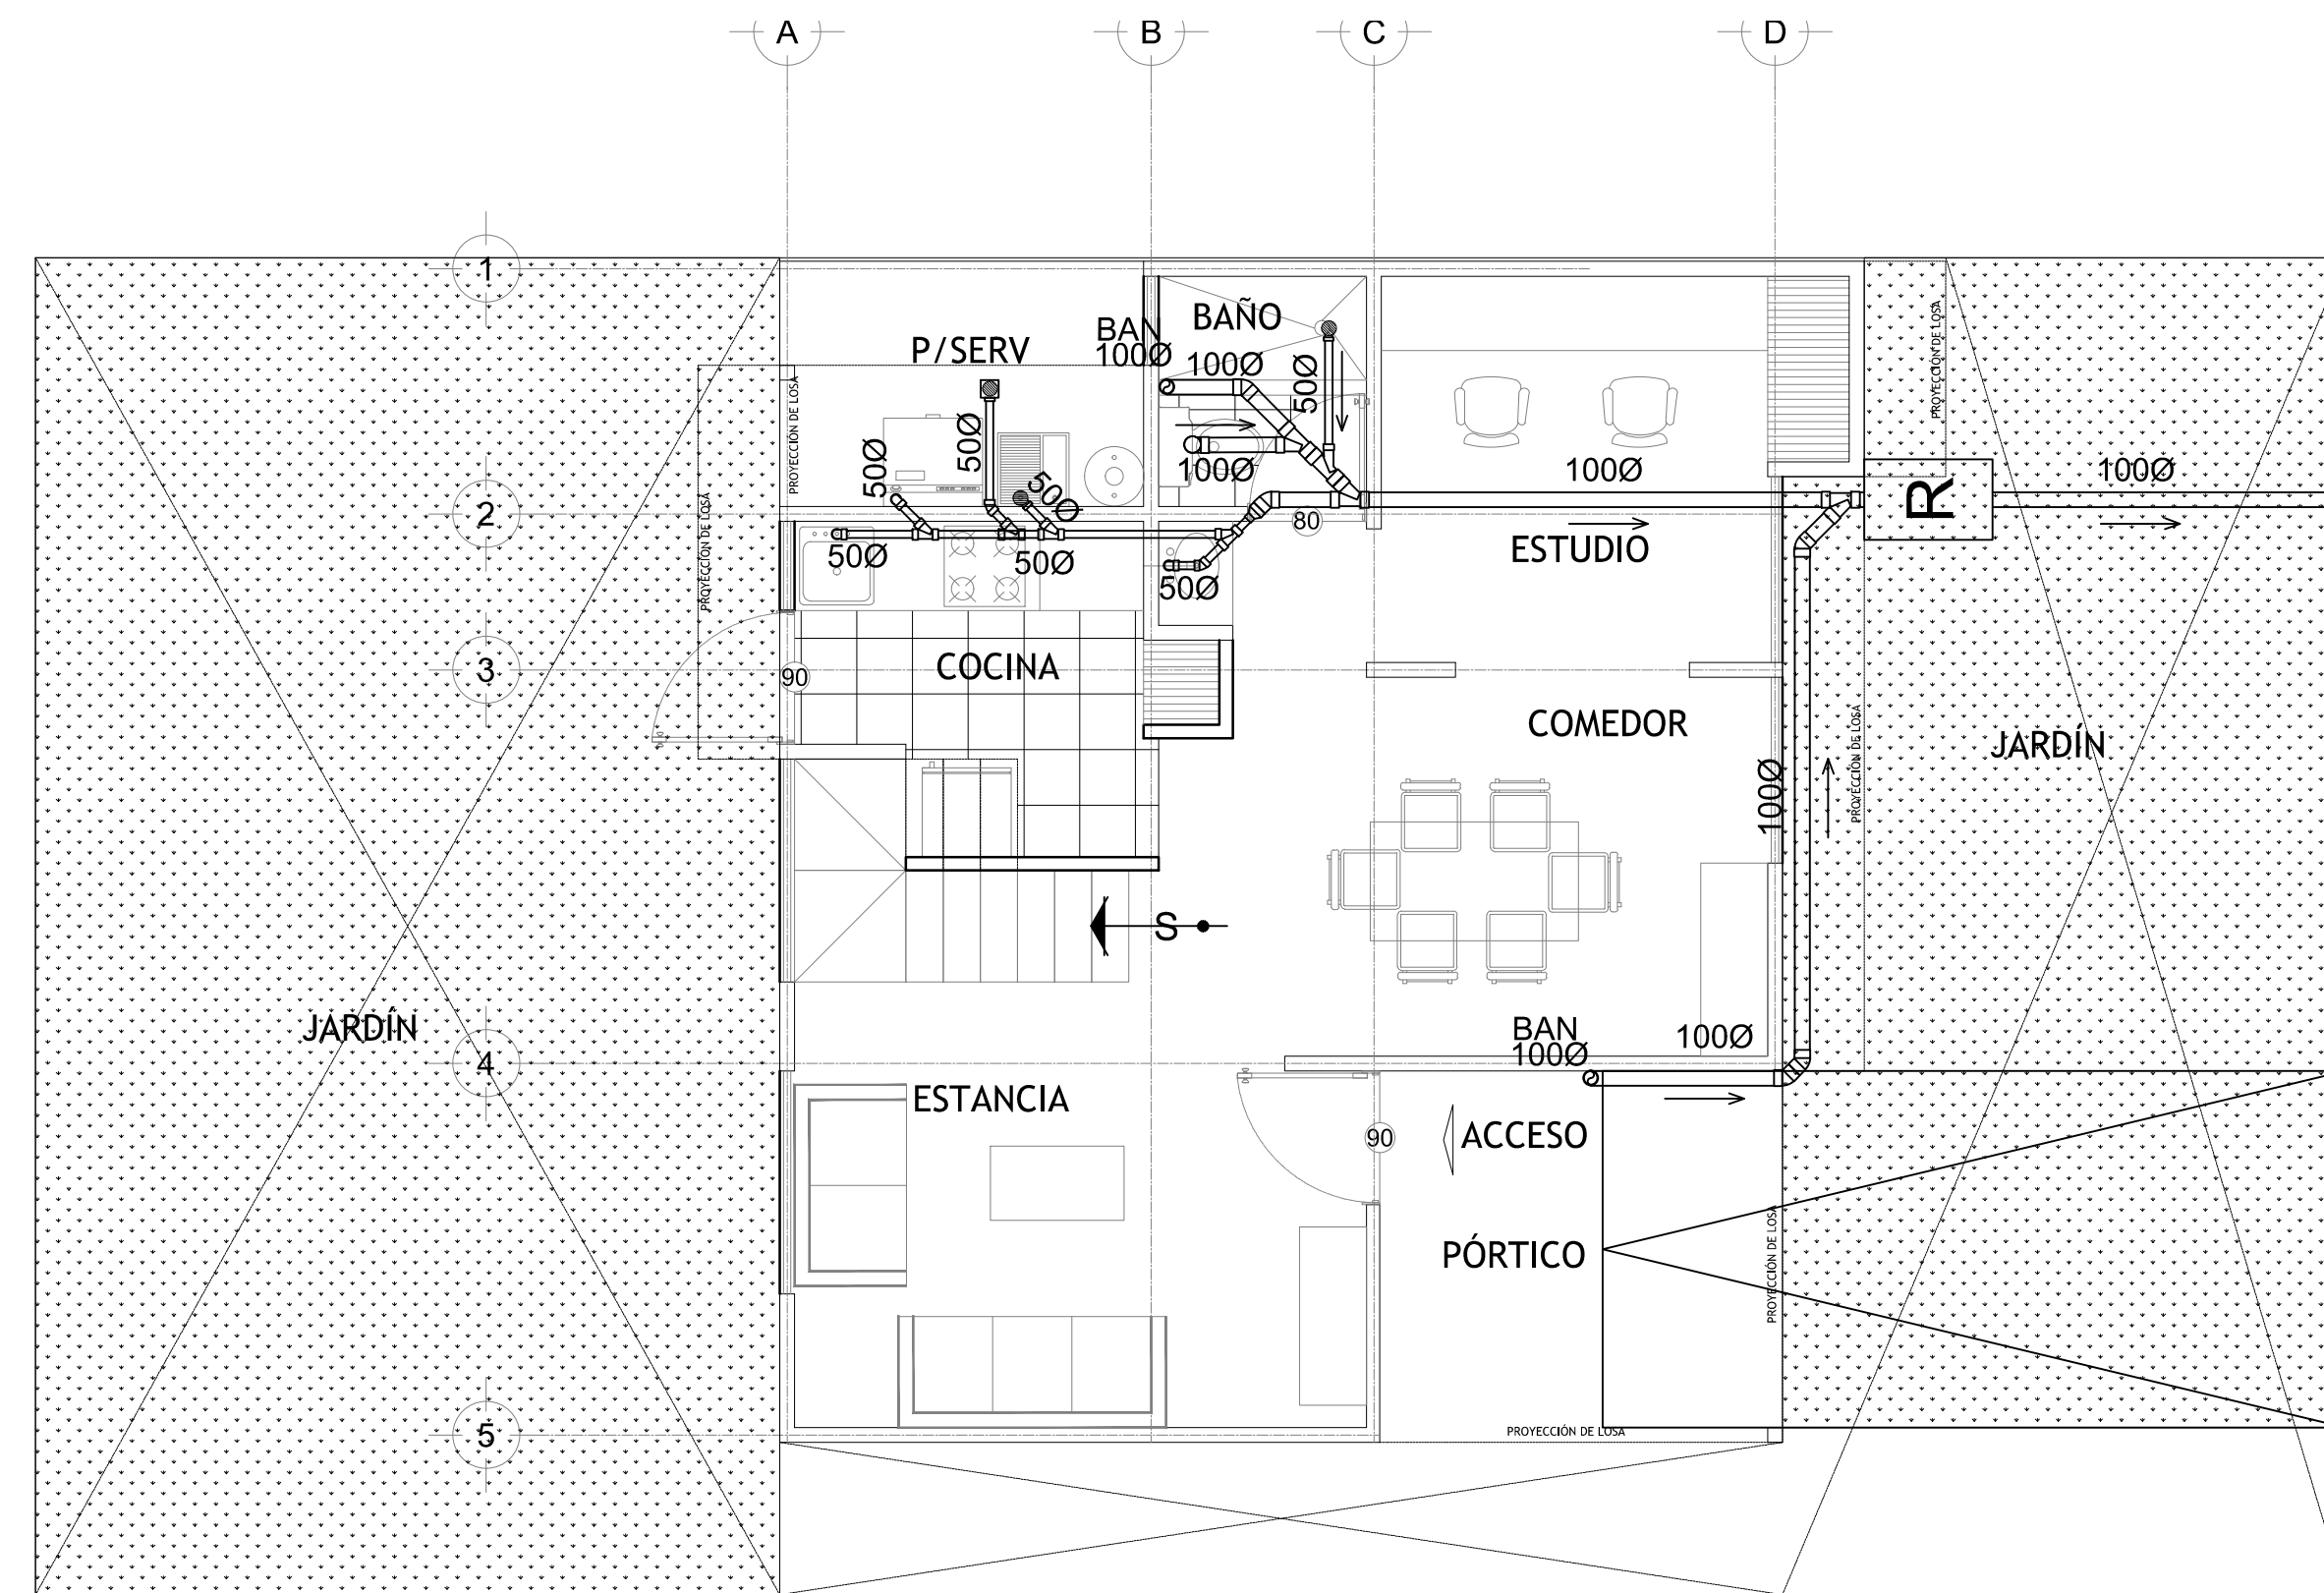 A
B
C
D
1
PROYECCIÓN DE LOSA
BAN
100Ø
BAÑO
P/SERV
100Ø
50Ø
PROYECCIÓN DE LOSA
50Ø
50Ø
100Ø
50Ø
100Ø
R
100Ø
2
80
PROYECCIÓN DE LOSA
50Ø
50Ø
50Ø
ESTUDIO
3
90
COCINA
COMEDOR
JARDÍN
100Ø
PROYECCIÓN DE LOSA
S
JARDÍN
BAN
100Ø
100Ø
4
ESTANCIA
90
ACCESO
PÓRTICO
PROYECCIÓN DE LOSA
5
PROYECCIÓN DE LOSA